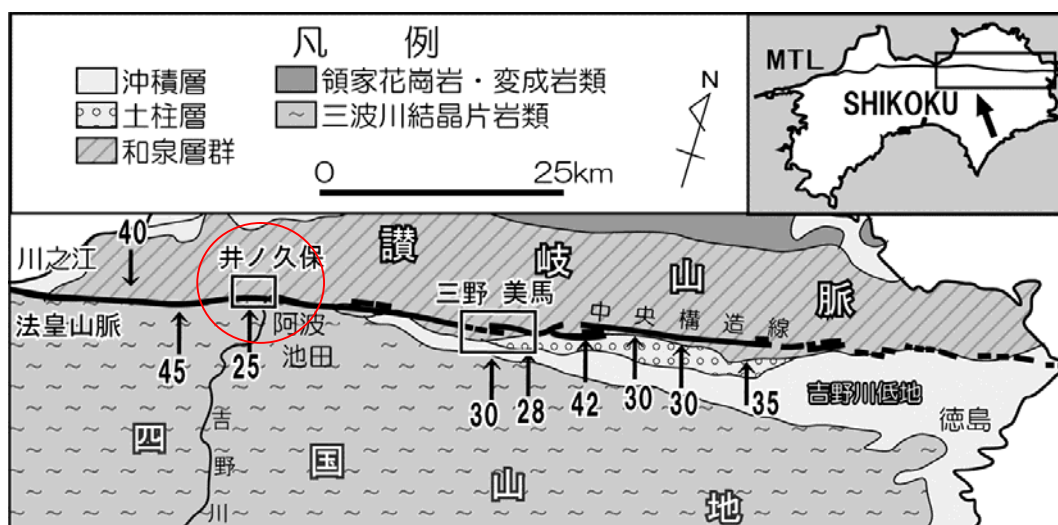 凡 例
沖積層
土柱層
和泉層群
領家花崗岩・変成岩類
三波川結晶片岩類
0 25km
N
MTL
SHIKOKU
讃岐山脈
川之江
40
井ノ久保
三野 美馬
中央構造線
法皇山脈
阿波
池田
45
25
30
28
42
30
30
35
吉野川低地
徳島
吉野川
四国山地